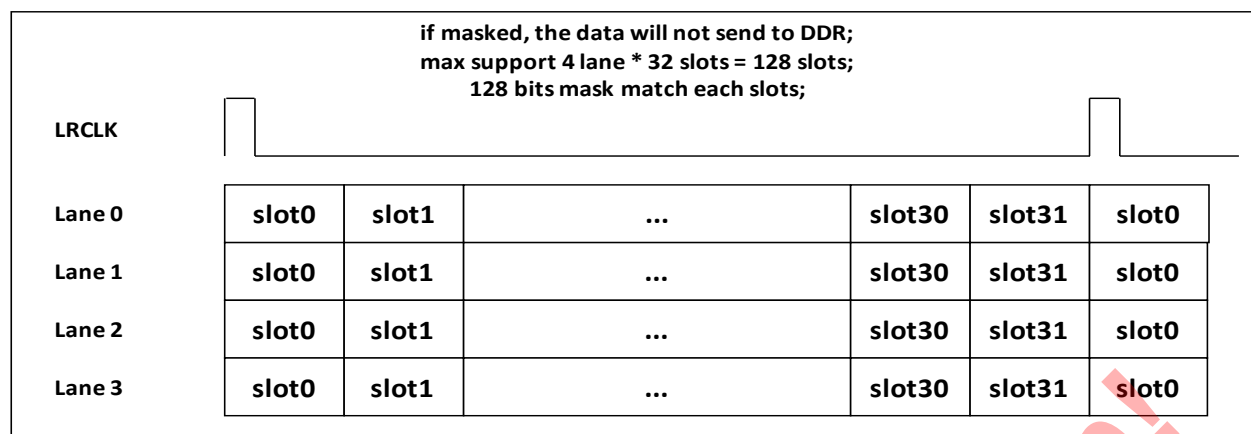 if masked, the data will not send to DDR;
max support 4 lane * 32 slots = 128 slots;
128 bits mask match each slots;
LRCLK
Lane 0 slot0 slot1 ... slot30 slot31 slot0
Lane 1 slot0 slot1 ... slot30 slot31 slot0
Lane 2 slot0 slot1 ... slot30 slot31 slot0
Lane 3 slot0 slot1 ... slot30 slot31 slot0